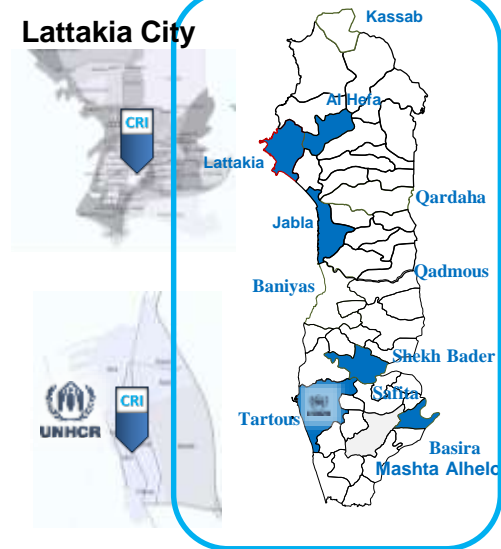 Lattakia City
Kassab
CRI
Al Hefa
Lattakia
Qardaha
Jabla
Qadmous
Baniyas
Shekh Bader
CRI
Safita
UNHCR
Tartous
Basira
Mashta Alhelo